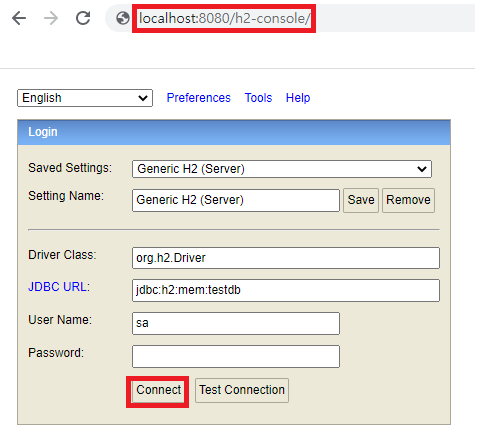 localhost:8080/h2-console/
English Preferences Tools Help
Login
Saved Settings: Generic H2 (Server)
Setting Name: Generic H2 (Server) Save Remove
Driver Class: org.h2.Driver
JDBC URL: jdbc:h2:mem:testdb
User Name: sa
Password:
Connect Test Connection